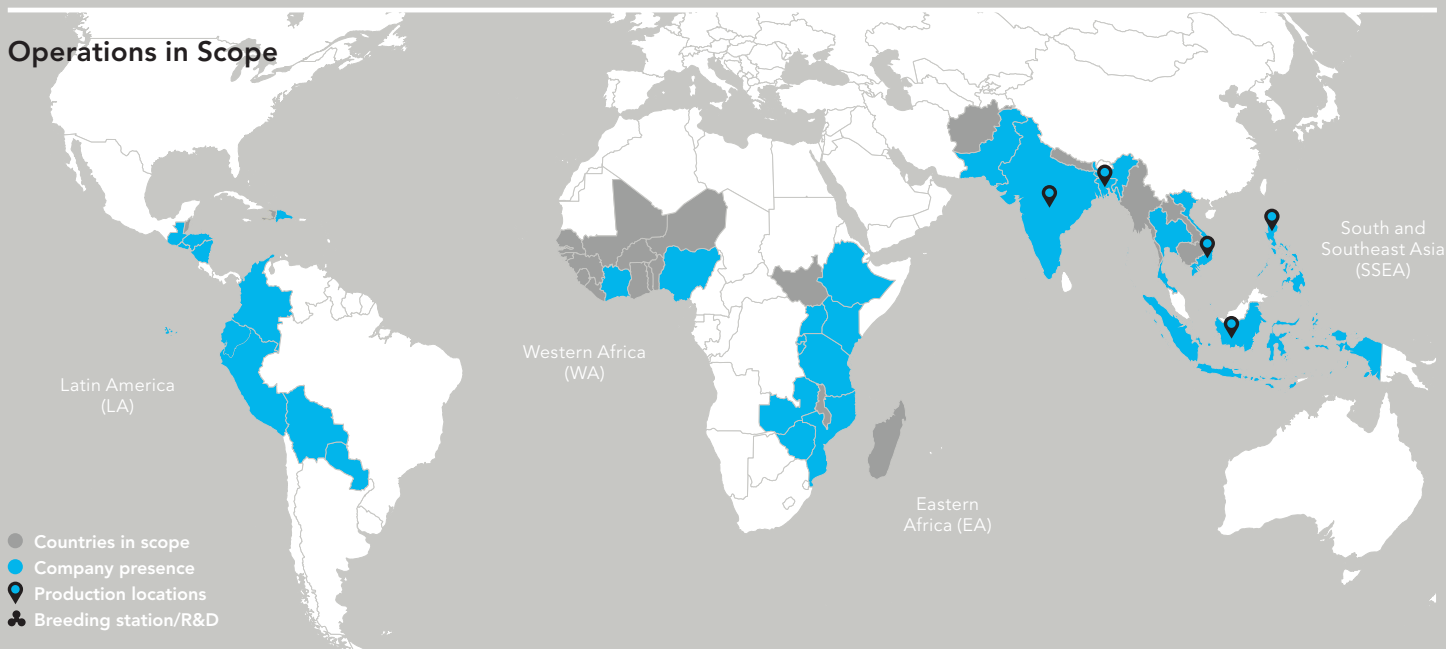 Operations in Scope
South and
Southeast Asia
(SSEA)
Western Africa
(WA)
Latin America
(LA)
Eastern
Africa (EA)
Countries in scope
Company presence
Production locations
Breeding station/R&D